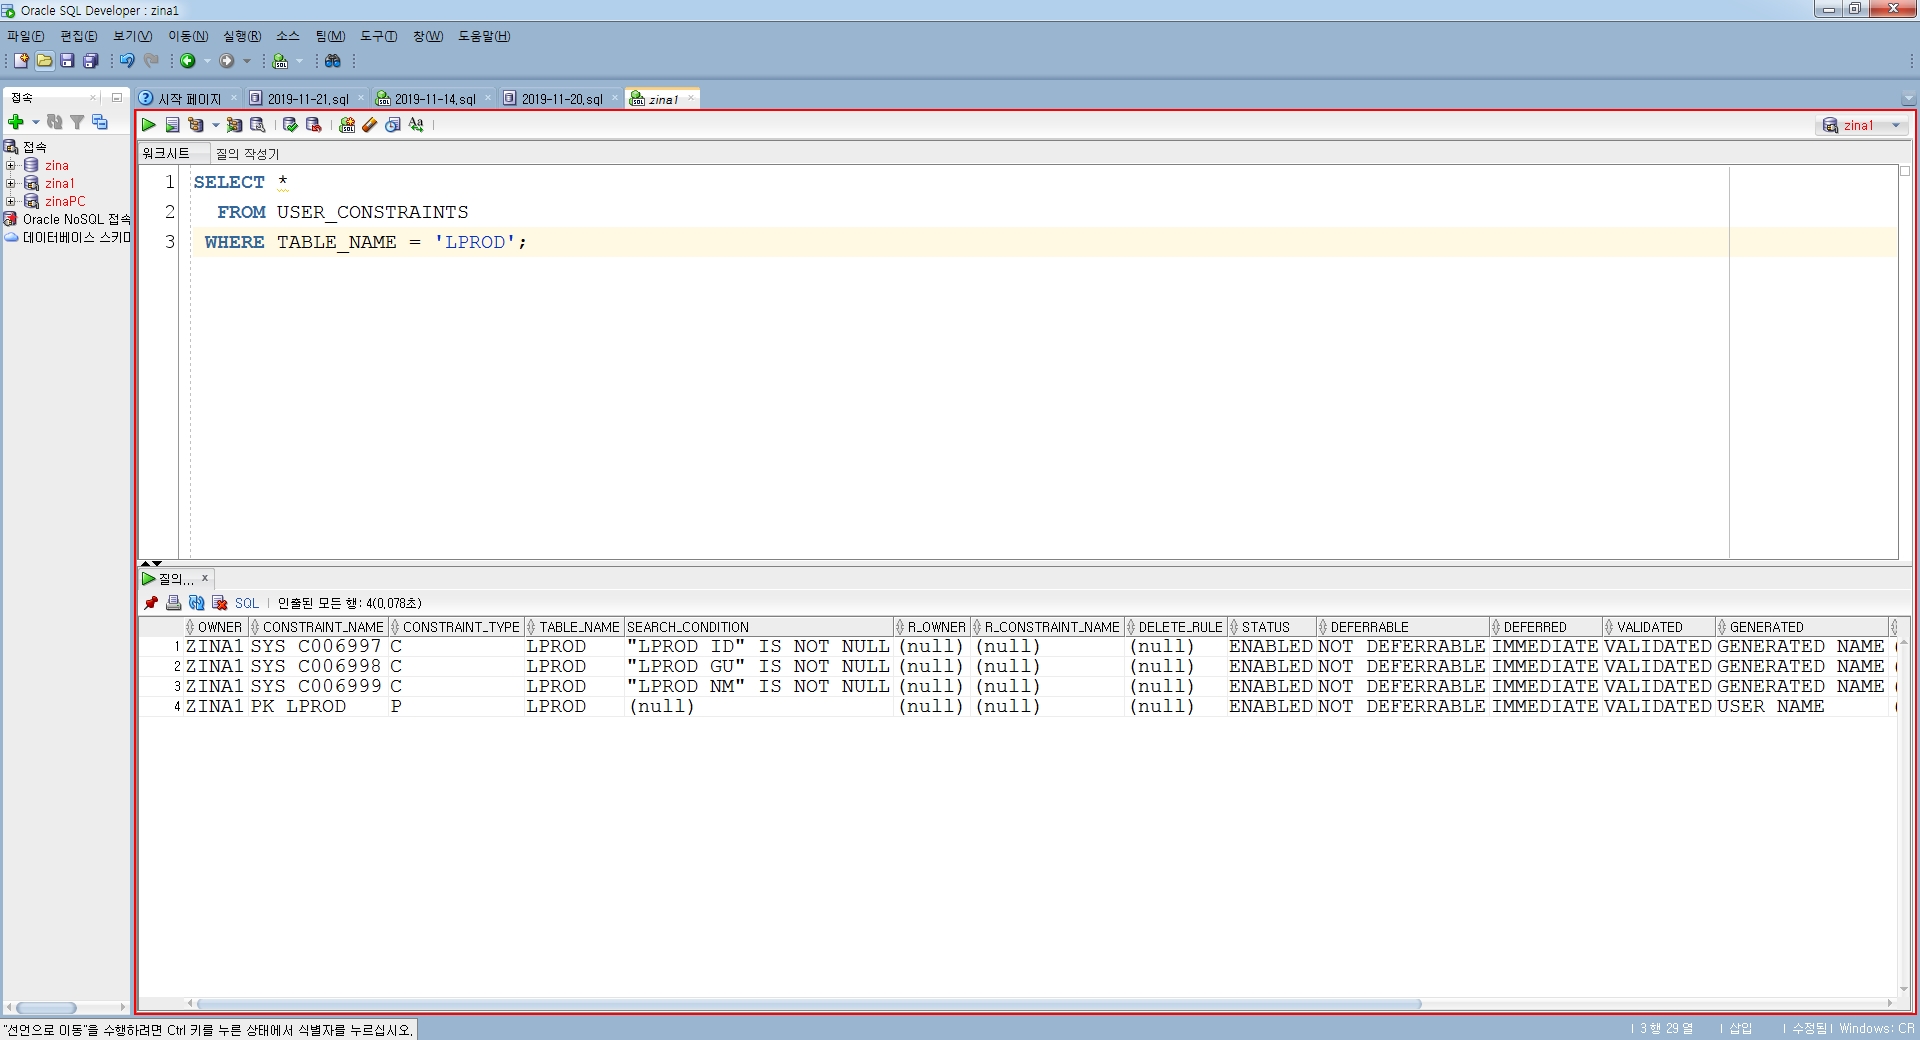 Oracle SQL Developer : zina1
파일(F) 편집(E) 보기(V) 이동(N) 실행(R) 소스 팀(M) 도구(T) 창(W) 도움말(H)
접속
시작 페이지 2019-11-21.sql 2019-11-14.sql 2019-11-20.sql zina1
zina1
접속
zina
zina1
zinaPC
Oracle NoSQL 접속
데이터베이스 스키마
워크시트 질의 작성기
1 SELECT *
2 FROM USER_CONSTRAINTS
3 WHERE TABLE_NAME = 'LPROD';
질의...
SQL 인출된 모든 행: 4(0,078초)
OWNER CONSTRAINT_NAME CONSTRAINT_TYPE TABLE_NAME SEARCH_CONDITION R_OWNER R_CONSTRAINT_NAME DELETE_RULE STATUS DEFERRABLE DEFERRED VALIDATED GENERATED
1 ZINA1 SYS_C006997 C LPROD "LPROD_ID" IS NOT NULL (null) (null) (null) ENABLED NOT DEFERRABLE IMMEDIATE VALIDATED GENERATED NAME (
2 ZINA1 SYS_C006998 C LPROD "LPROD_GU" IS NOT NULL (null) (null) (null) ENABLED NOT DEFERRABLE IMMEDIATE VALIDATED GENERATED NAME (
3 ZINA1 SYS_C006999 C LPROD "LPROD_NM" IS NOT NULL (null) (null) (null) ENABLED NOT DEFERRABLE IMMEDIATE VALIDATED GENERATED NAME (
4 ZINA1 PK_LPROD P LPROD (null) (null) (null) (null) ENABLED NOT DEFERRABLE IMMEDIATE VALIDATED USER NAME (
"선언으로 이동"을 수행하려면 Ctrl 키를 누른 상태에서 식별자를 누르십시오.
3 행 29 열 삽입 수정됨 Windows: CR